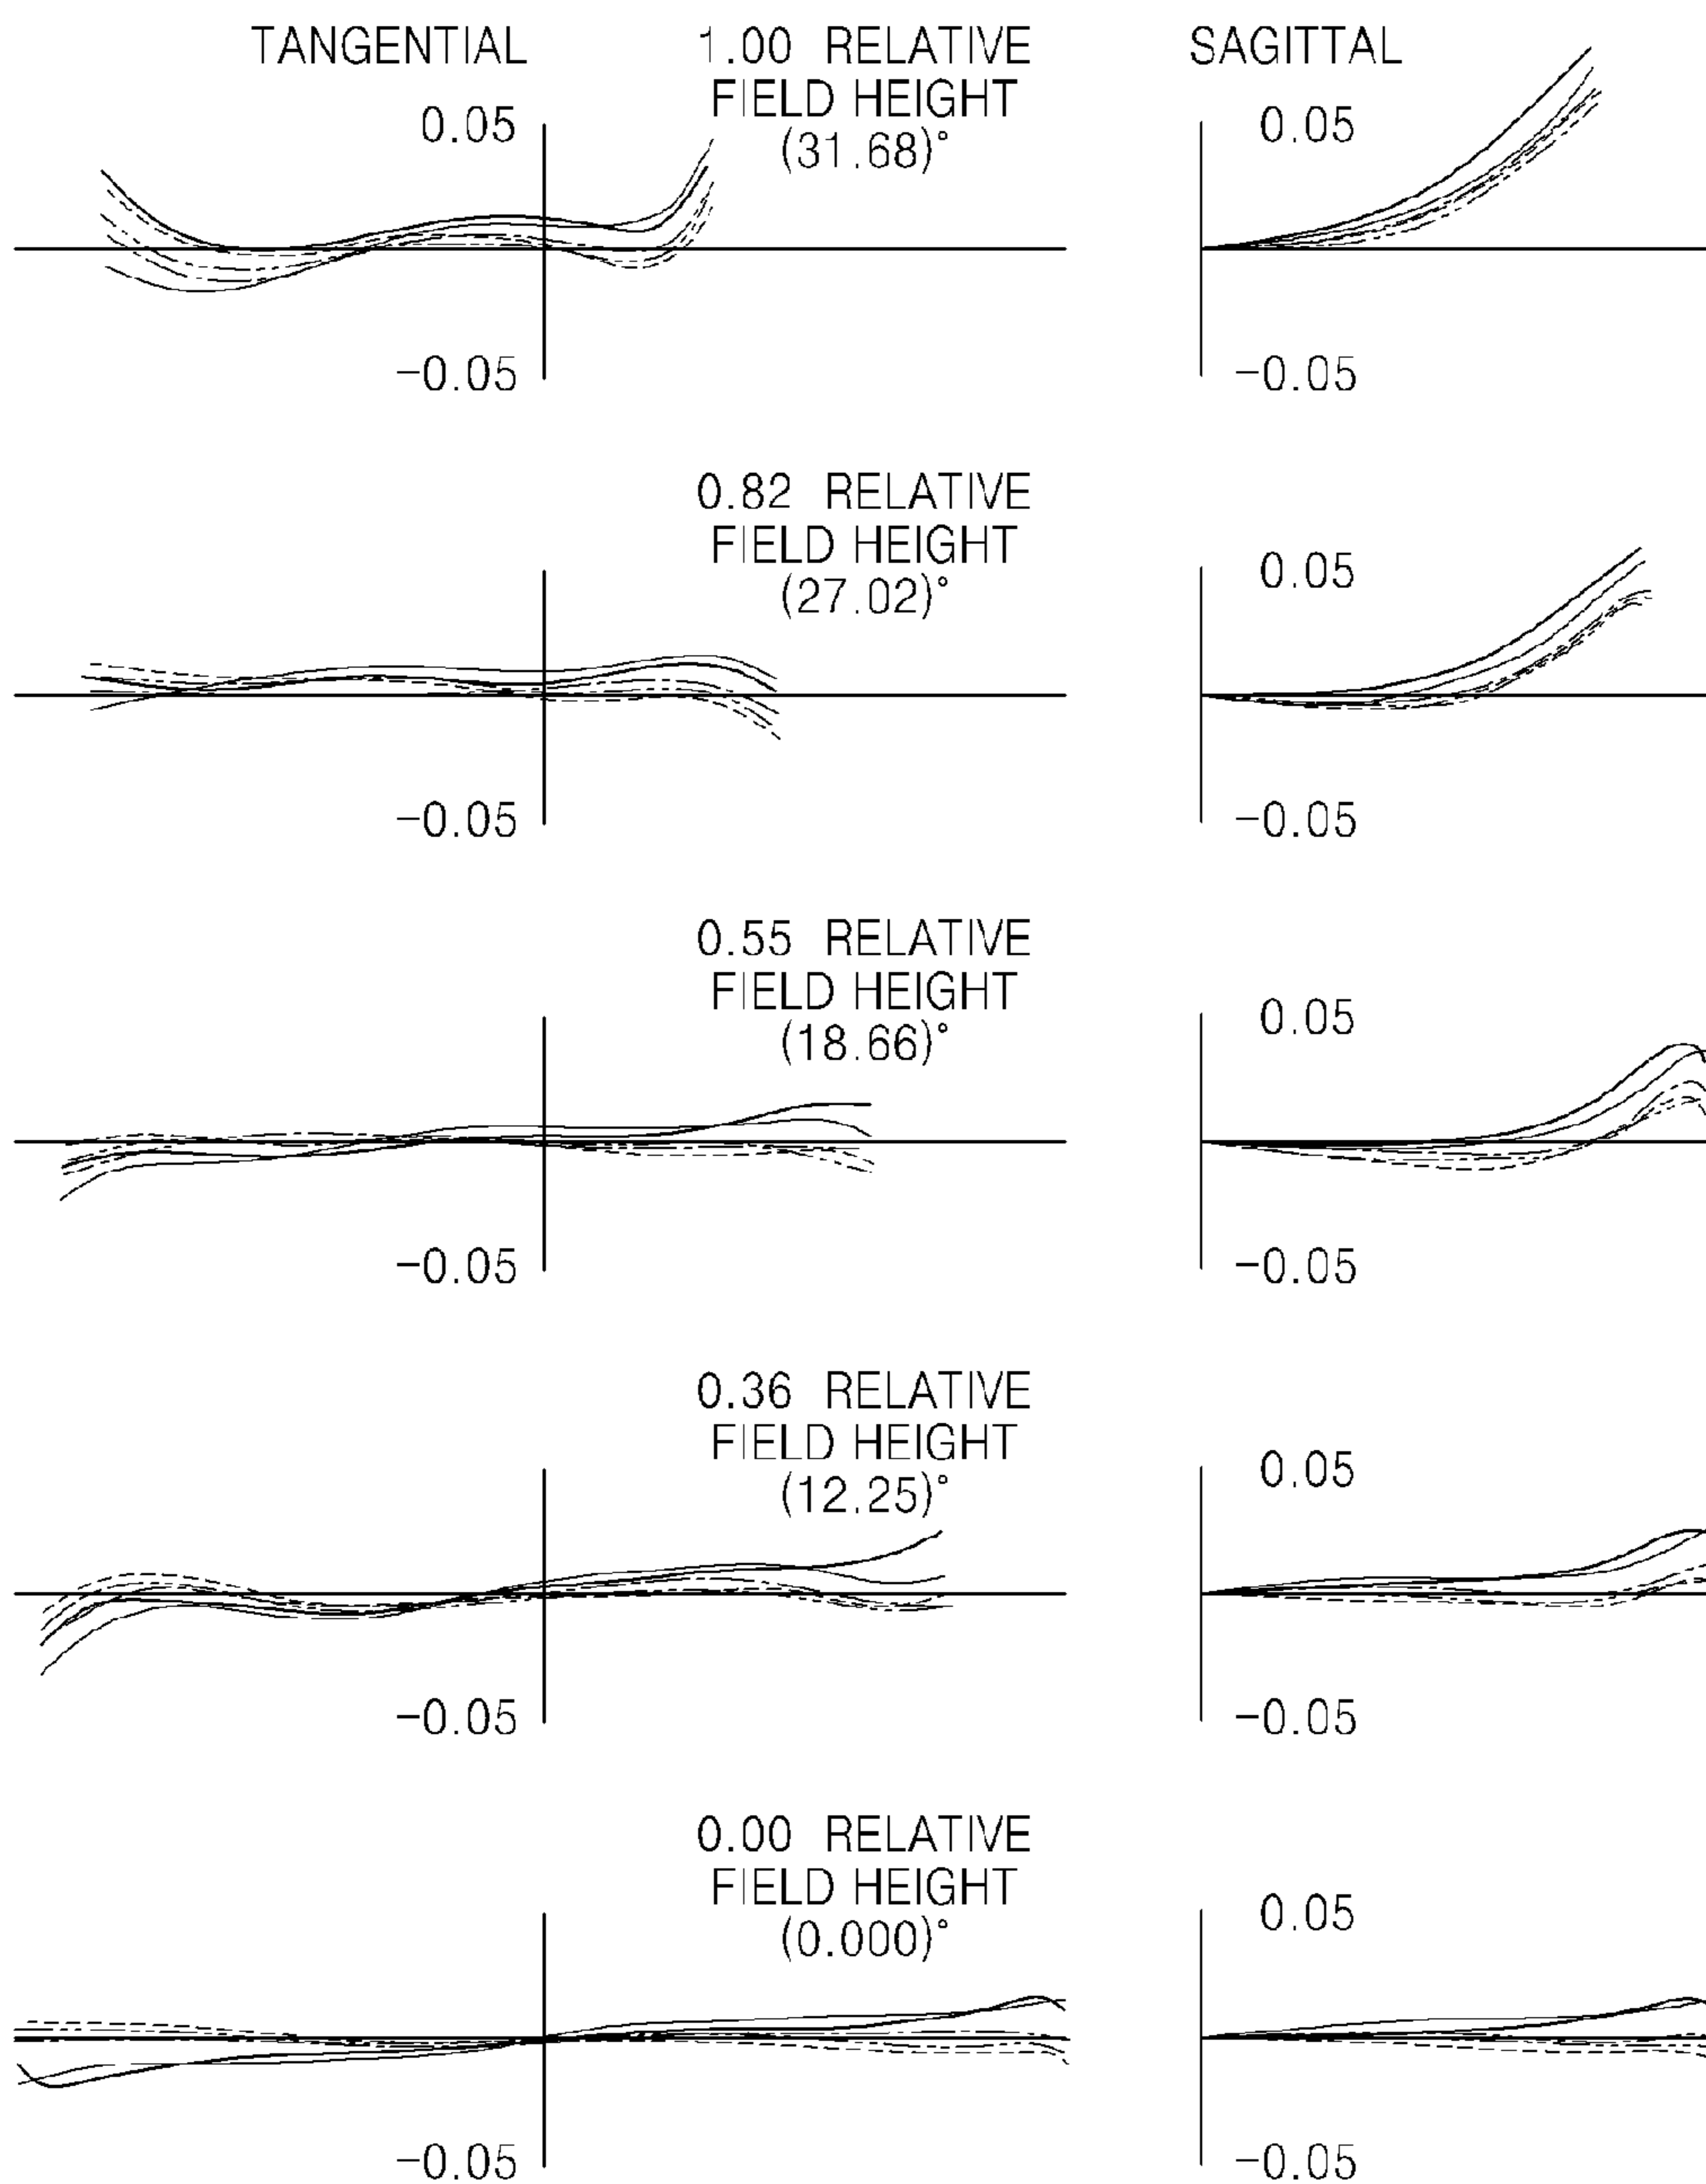 TANGENTIAL
1.00 RELATIVE
FIELD HEIGHT
(31.68)°
SAGITTAL
0.05
0.05
-0.05
-0.05
0.82 RELATIVE
FIELD HEIGHT
(27.02)°
0.05
-0.05
-0.05
0.55 RELATIVE
FIELD HEIGHT
(18.66)°
0.05
-0.05
-0.05
0.36 RELATIVE
FIELD HEIGHT
(12.25)°
0.05
-0.05
-0.05
0.00 RELATIVE
FIELD HEIGHT
(0.000)°
0.05
-0.05
-0.05